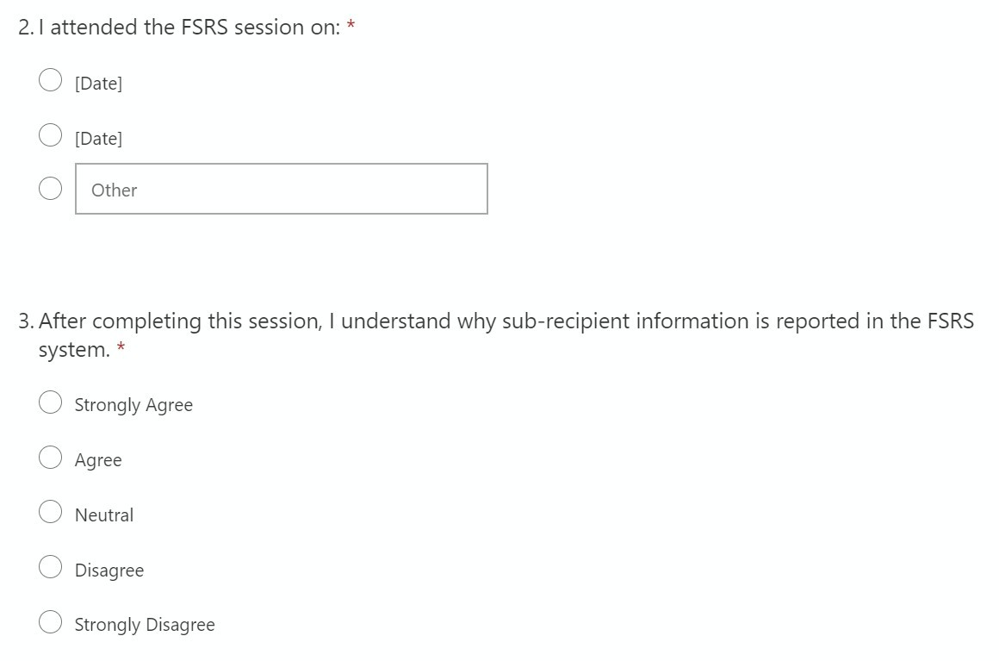 2. I attended the FSRS session on: *
[Date]
[Date]
Other
3. After completing this session, I understand why sub-recipient information is reported in the FSRS
system. *
Strongly Agree
Agree
Neutral
Disagree
Strongly Disagree